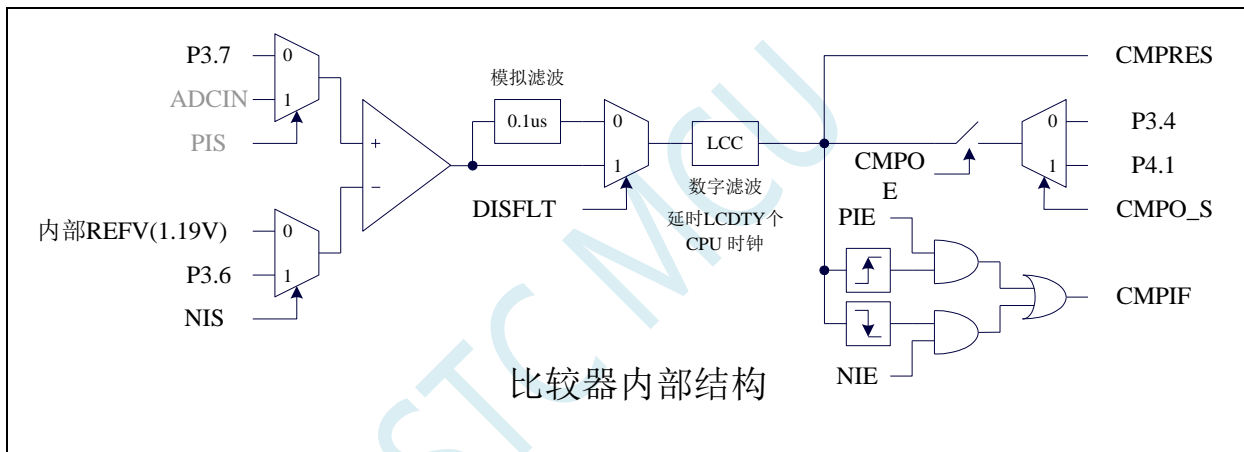 P3.7
0
ADCIN
1
PIS
+
−
内部REFV(1.19V)
0
P3.6
1
NIS
模拟滤波
0.1us
0
1
DISFLT
LCC
数字滤波
延时LCDTY个
CPU 时钟
CMPRES
CMPO
E
0
P3.4
1
P4.1
CMPO_S
PIE
CMPIF
NIE
比较器内部结构
STC MCU